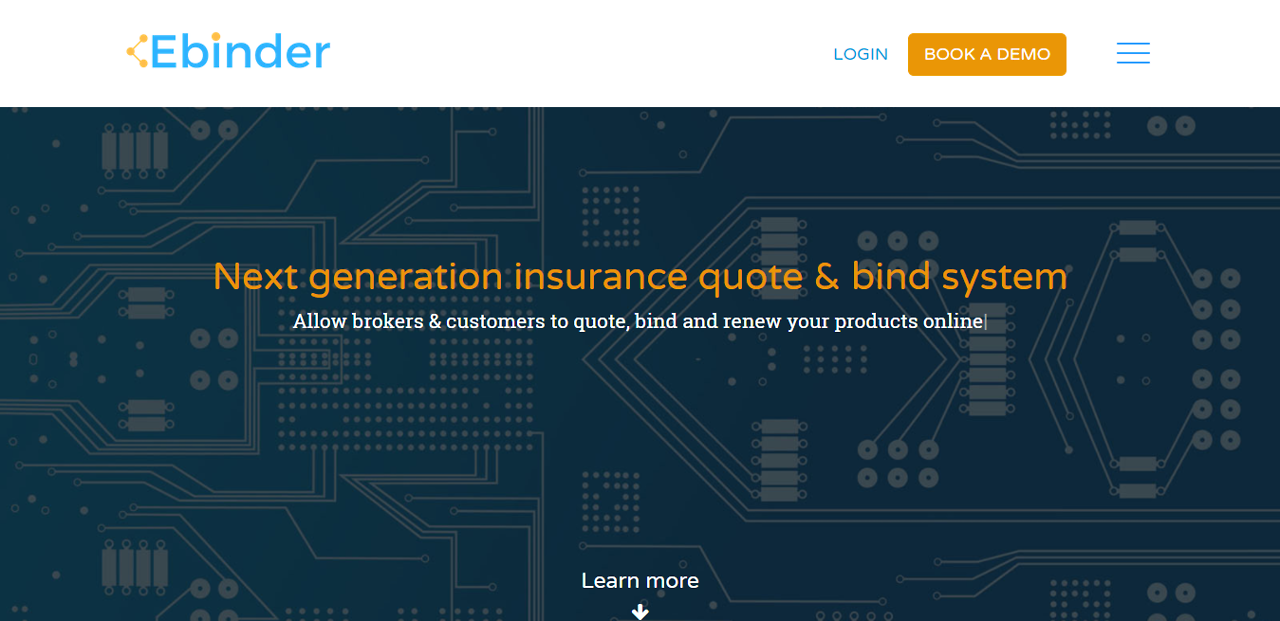 Ebinder
LOGIN
BOOK A DEMO
Next generation insurance quote & bind system
Allow brokers & customers to quote, bind and renew your products online|
Learn more